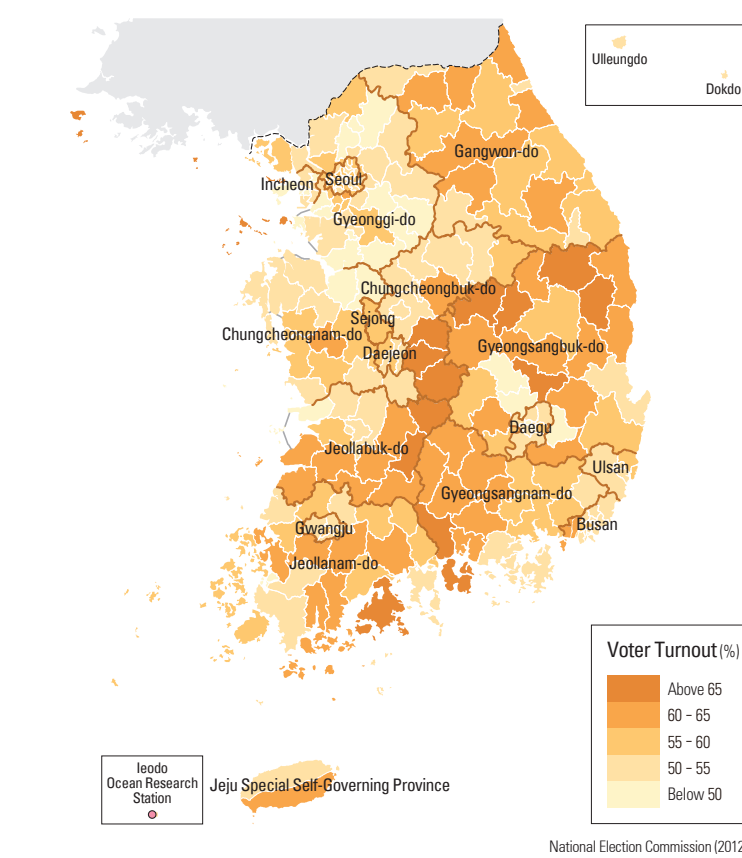 Ulleungdo
Dokdo
Gangwon-do
Incheon
Seoul
Gyeonggi-do
Chungcheongbuk-do
Sejong
Chungcheongnam-do
Daejeon
Gyeongsangbuk-do
Daegu
Jeollabuk-do
Ulsan
Gyeongsangnam-do
Gwangju
Busan
Jeollanam-do
Voter Turnout (%)
Above 65
60 - 65
55 - 60
50 - 55
Below 50
Ieodo
Ocean Research
Station
Jeju Special Self-Governing Province
National Election Commission (2012